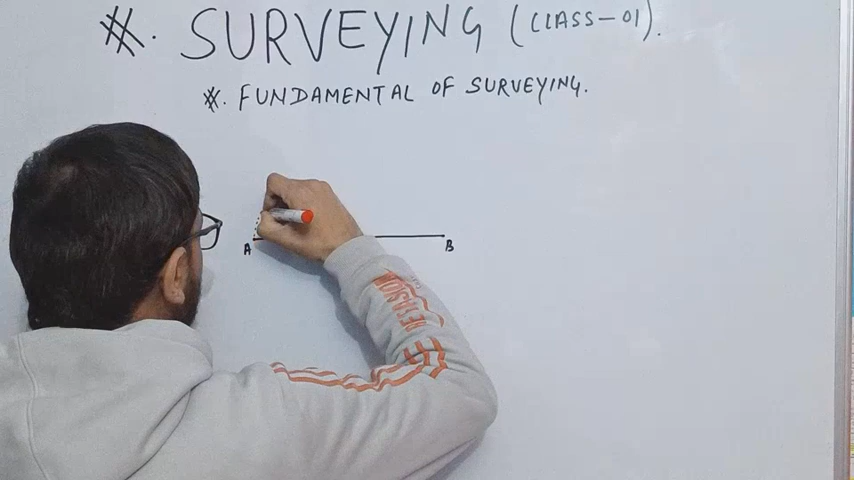 ※. SURVEYING (CLASS-01).
※. FUNDAMENTAL OF SURVEYING.
A B